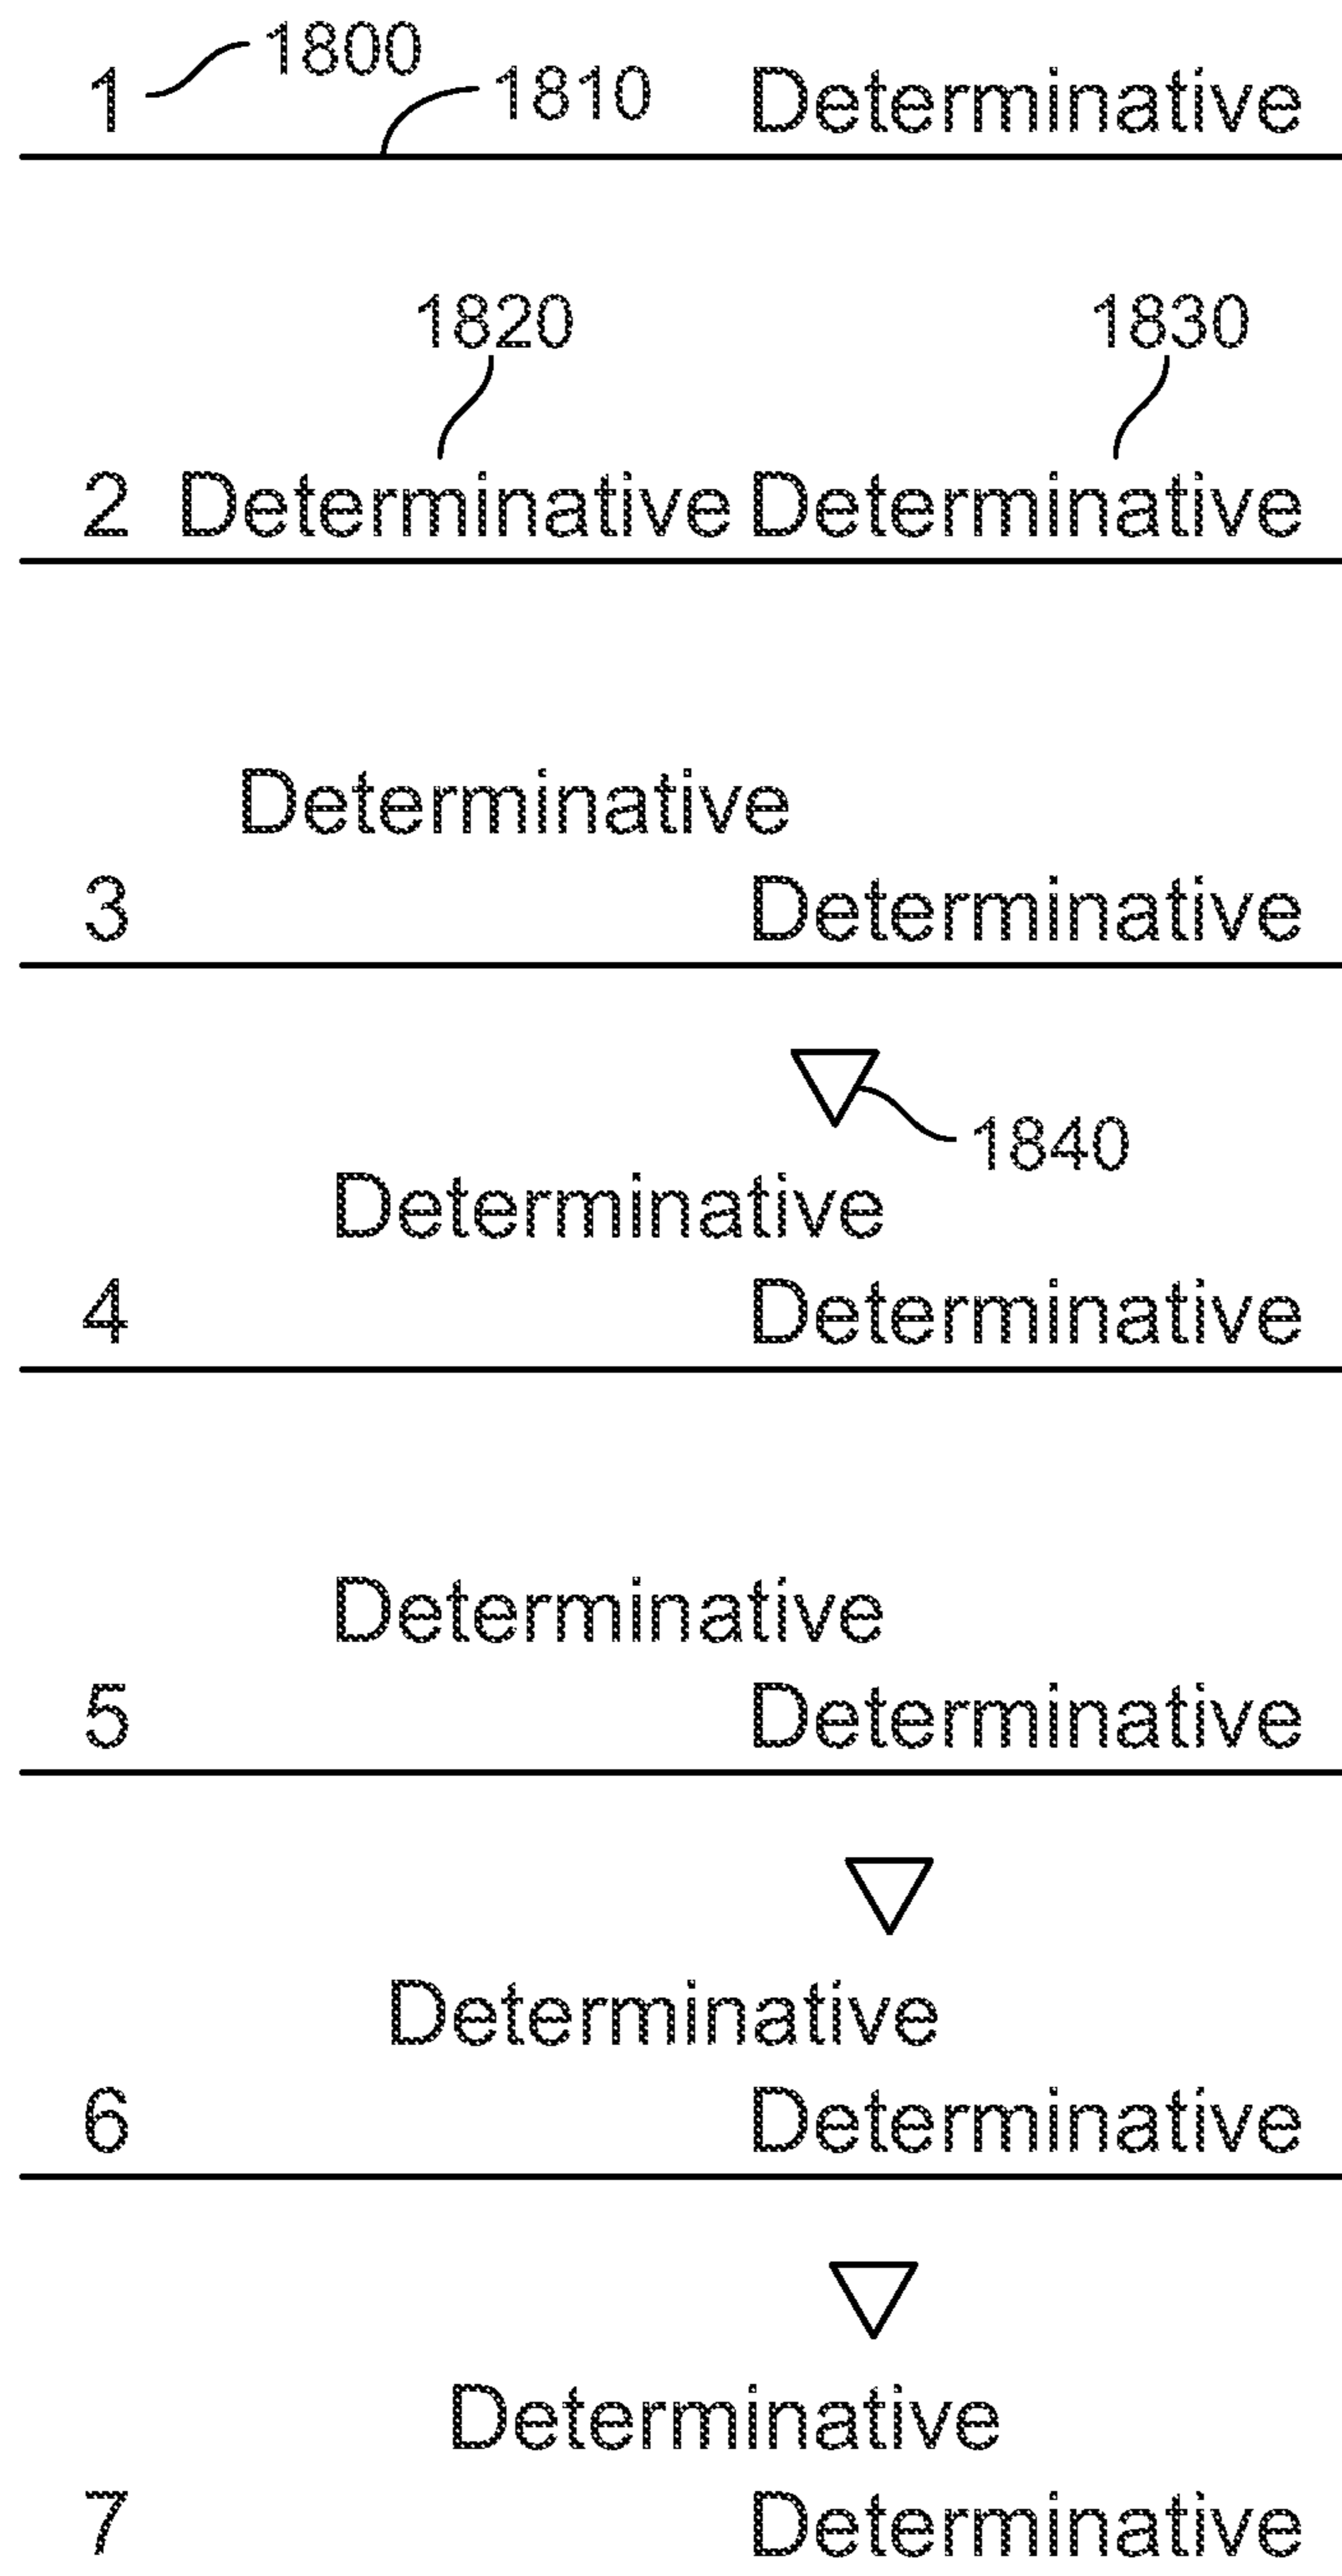 1 1800 1810 Determinative
1820 1830
2 Determinative Determinative
Determinative
3 Determinative
1840
Determinative
4 Determinative
Determinative
5 Determinative
Determinative
6 Determinative
Determinative
7 Determinative